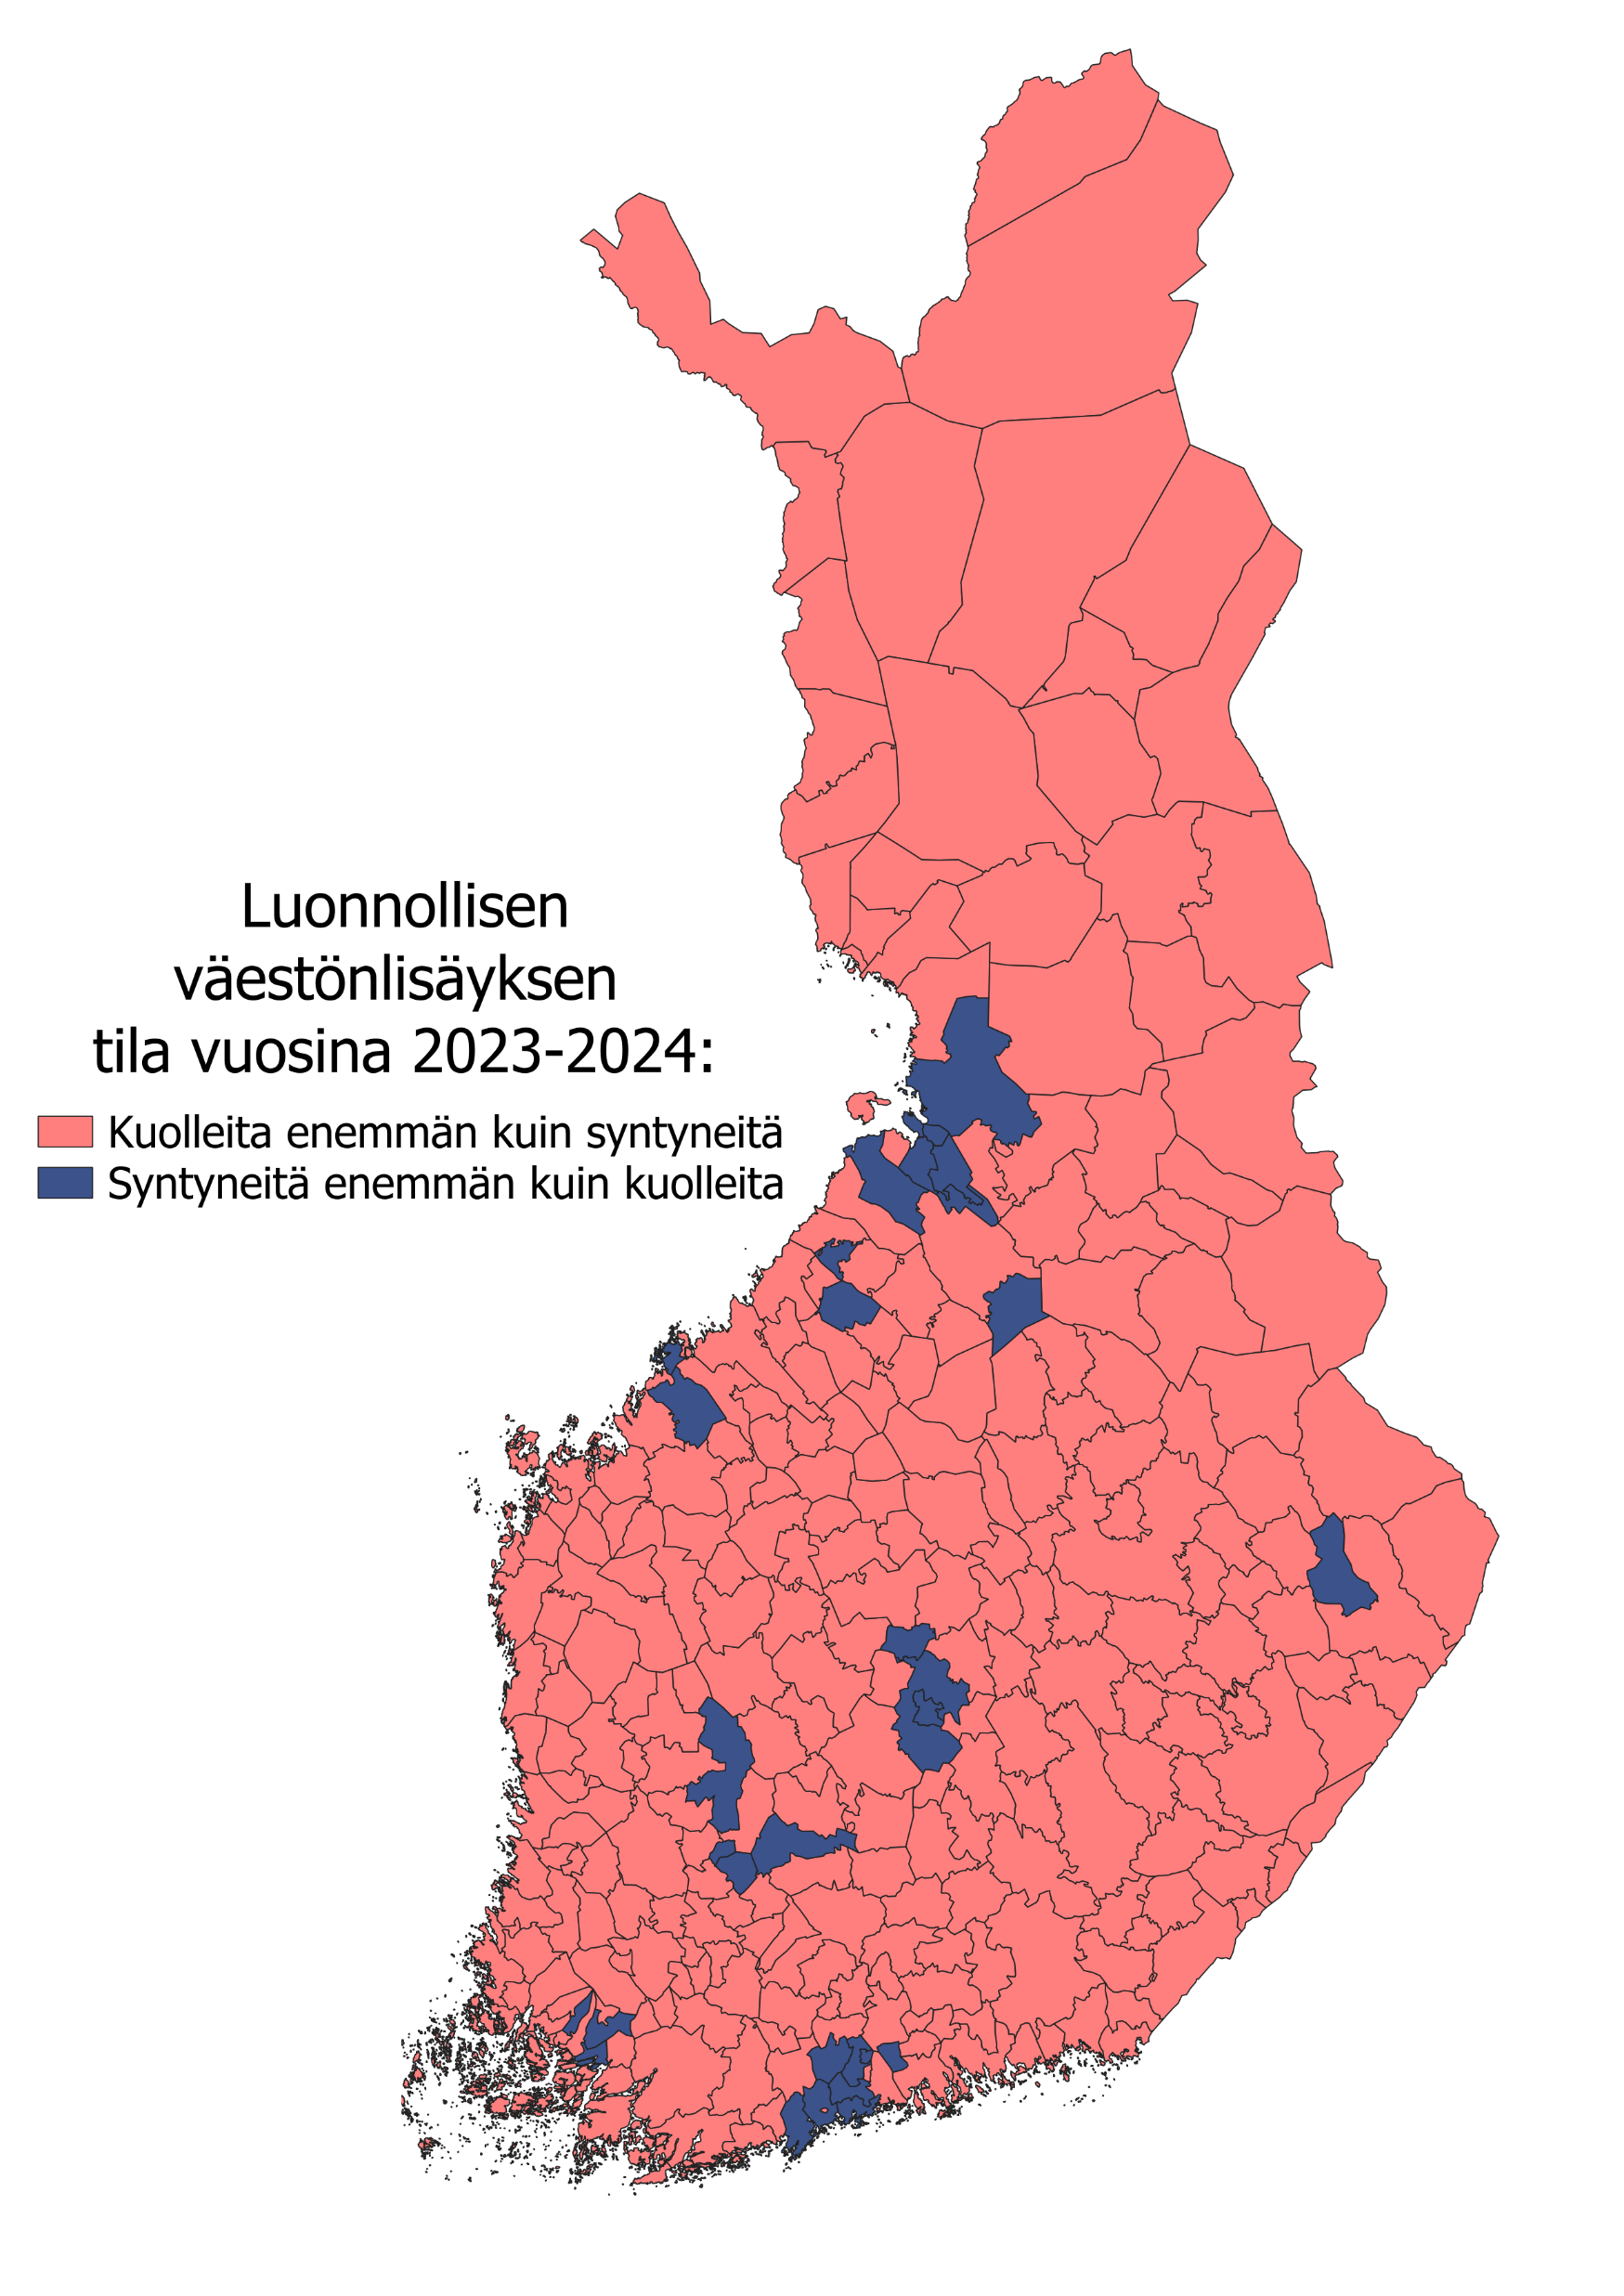 Luonnollisen
väestönlisäyksen
tila vuosina 2023-2024:
Kuolleita enemmän kuin syntyneitä
Syntyneitä enemmän kuin kuolleita